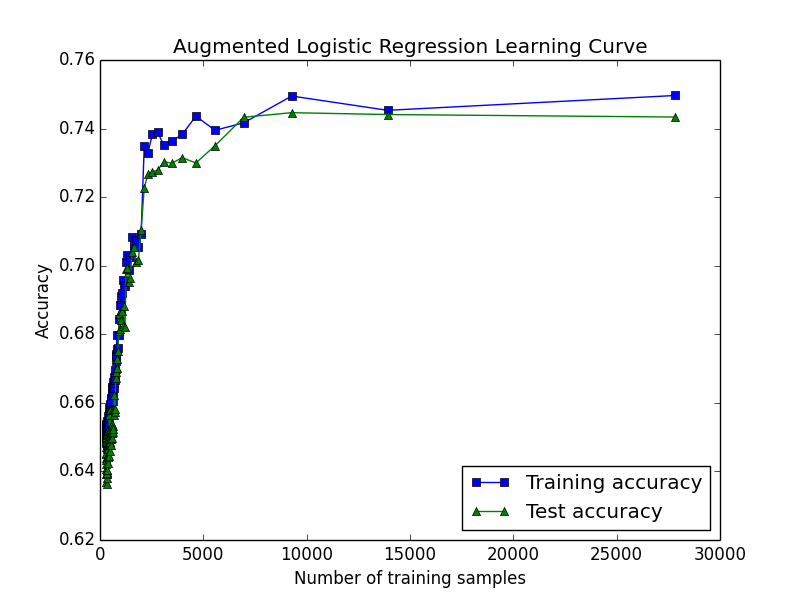 Augmented Logistic Regression Learning Curve
0.76
0.74
0.72
0.70
0.68
0.66
0.64
0.62
Accuracy
Training accuracy
Test accuracy
0 5000 10000 15000 20000 25000 30000
Number of training samples